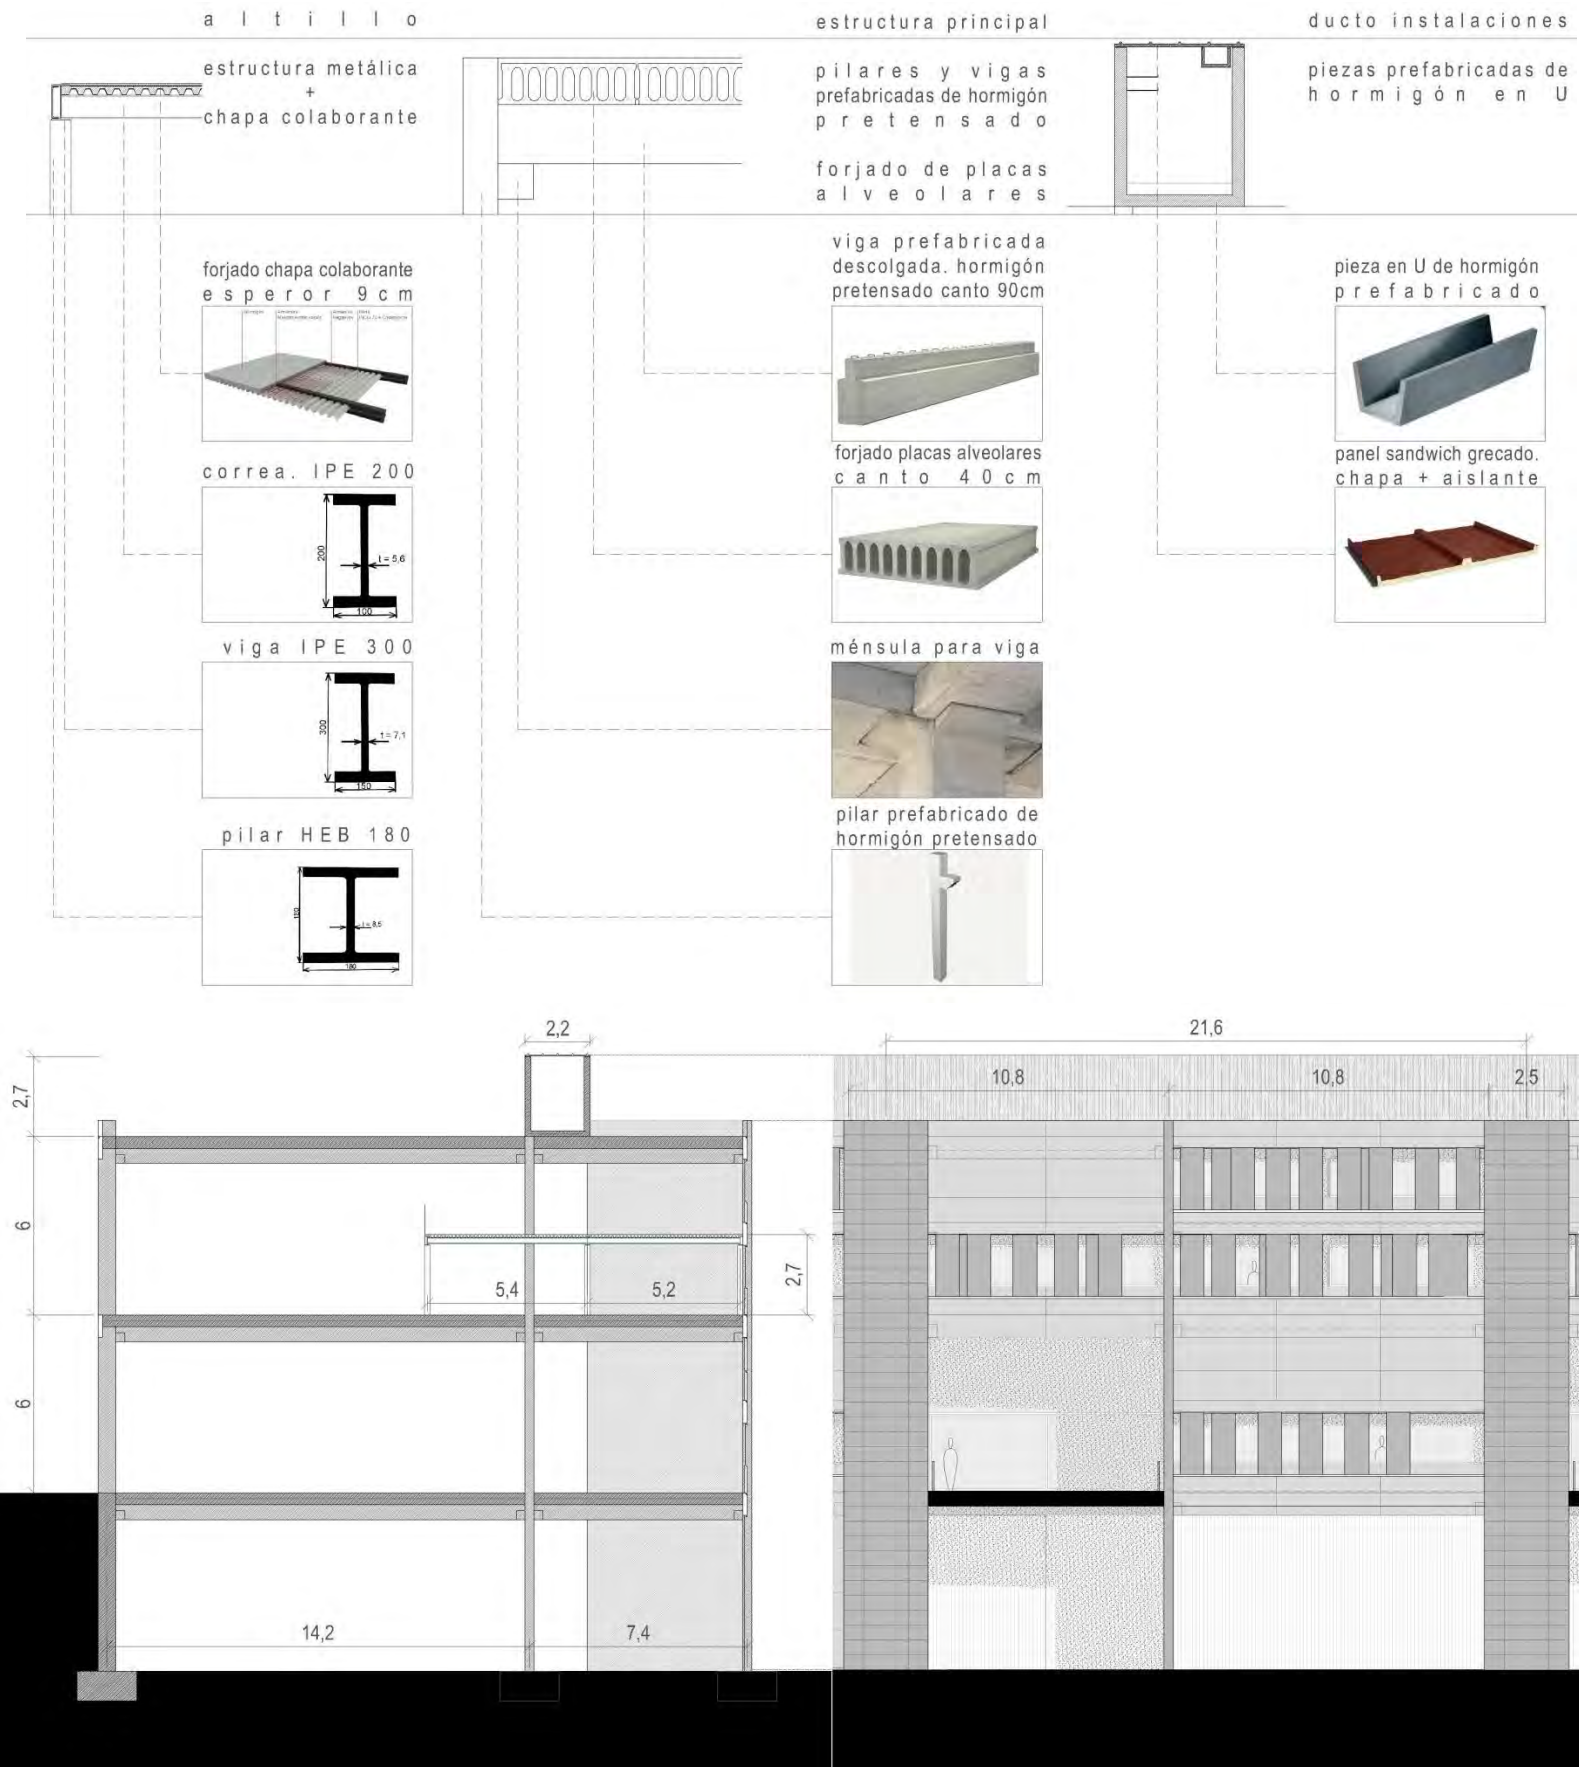 altillo
estructura metálica
+
chapa colaborante
forjado chapa colaborante
esperor 9cm
correa. IPE 200
200
t = 5,6
100
viga IPE 300
300
t = 7,1
150
pilar HEB 180
180
t = 8,5
180
estructura principal
pilares y vigas
prefabricadas de hormigón
pretensado
forjado de placas
alveolares
viga prefabricada
descolgada. hormigón
pretensado canto 90cm
forjado placas alveolares
canto 40cm
ménsula para viga
pilar prefabricado de
hormigón pretensado
ducto instalaciones
piezas prefabricadas de
hormigón en U
pieza en U de hormigón
prefabricado
panel sandwich grecado.
chapa + aislante
2,2
2,7
6
5,4
5,2
2,7
6
14,2
7,4
21,6
10,8
10,8
2,5